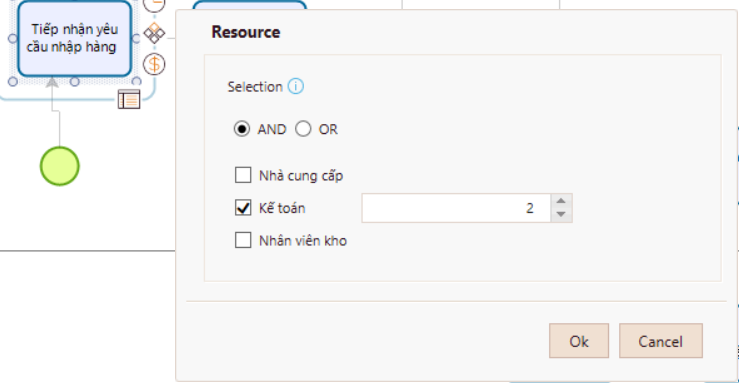 Tiếp nhận yêu
cầu nhập hàng
Resource
Selection
AND OR
Nhà cung cấp
Kế toán 2
Nhân viên kho
Ok Cancel